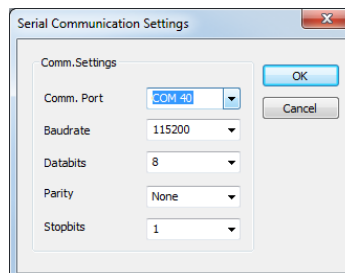 Serial Communication Settings
Comm.Settings
Comm. Port COM 40
Baudrate 115200
Databits 8
Parity None
Stopbits 1
OK
Cancel